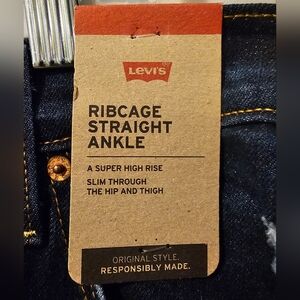 LEVI'S
RIBCAGE
STRAIGHT
ANKLE
A SUPER HIGH RISE
SLIM THROUGH
THE HIP AND THIGH
ORIGINAL STYLE.
RESPONSIBLY MADE.